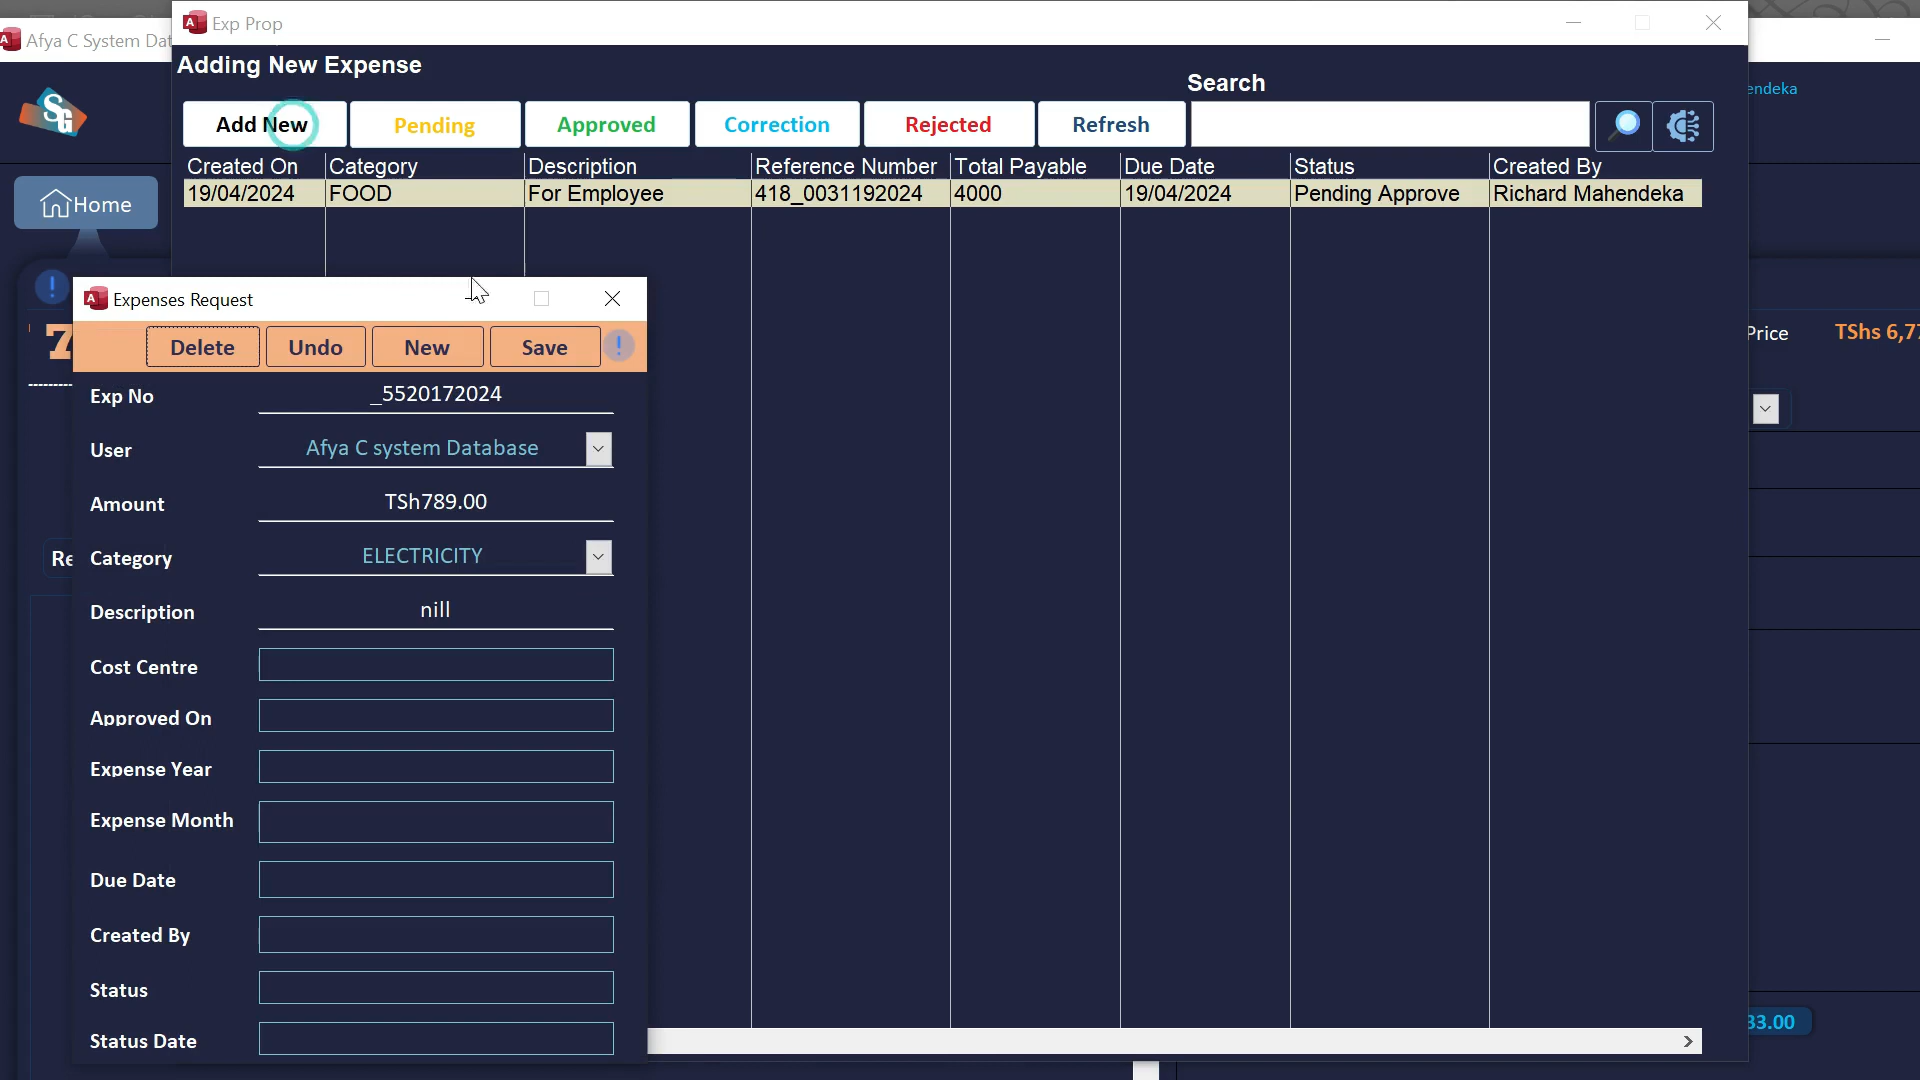 Exp Prop
Afya C System Dat
Adding New Expense
Search
endeka
SG
Add New
Pending
Approved
Correction
Rejected
Refresh
Created On
Category
Description
Reference Number
Total Payable
Due Date
Status
Created By
19/04/2024
FOOD
For Employee
418_0031192024
4000
19/04/2024
Pending Approve
Richard Mahendeka
Home
Expenses Request
7
Price
TShs 6,77
Delete
Undo
New
Save
Exp No
_5520172024
User
Afya C system Database
Amount
TSh789.00
Category
ELECTRICITY
Re
Description
nill
Cost Centre
Approved On
Expense Year
Expense Month
Due Date
Created By
Status
Status Date
33.00